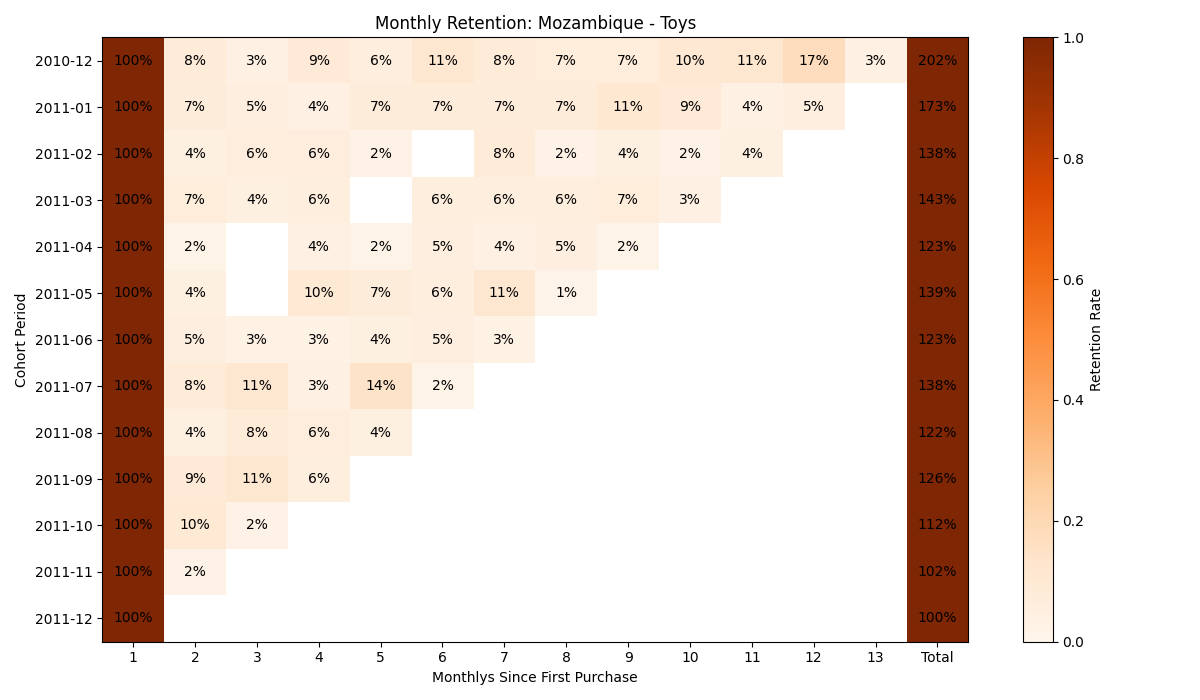 Monthly Retention: Mozambique - Toys
2010-12 100% 8% 3% 9% 6% 11% 8% 7% 7% 10% 11% 17% 3% 202%
2011-01 100% 7% 5% 4% 7% 7% 7% 7% 11% 9% 4% 5% 173%
2011-02 100% 4% 6% 6% 2% 8% 2% 4% 2% 4% 138%
2011-03 100% 7% 4% 6% 6% 6% 6% 7% 3% 143%
2011-04 100% 2% 4% 2% 5% 4% 5% 2% 123%
2011-05 100% 4% 10% 7% 6% 11% 1% 139%
2011-06 100% 5% 3% 3% 4% 5% 3% 123%
2011-07 100% 8% 11% 3% 14% 2% 138%
2011-08 100% 4% 8% 6% 4% 122%
2011-09 100% 9% 11% 6% 126%
2011-10 100% 10% 2% 112%
2011-11 100% 2% 102%
2011-12 100% 100%
1 2 3 4 5 6 7 8 9 10 11 12 13 Total
Monthlys Since First Purchase
Cohort Period
1.0
0.8
0.6
0.4
0.2
0.0
Retention Rate